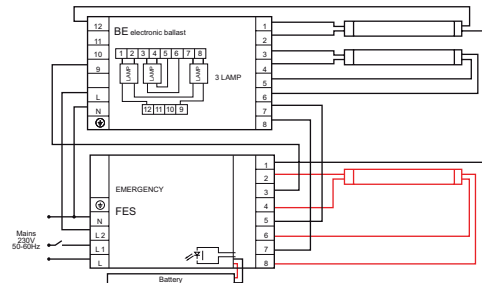 BE electronic ballast
12
11
10
9
L
N
1 2 3 4 5 6 7 8
LAMP
LAMP
LAMP
12 11 10 9
3 LAMP
1
2
3
4
5
6
7
8
EMERGENCY
FES
N
L 2
L 1
L
1
2
3
4
5
6
7
8
Mains
230V
50-60Hz
Battery